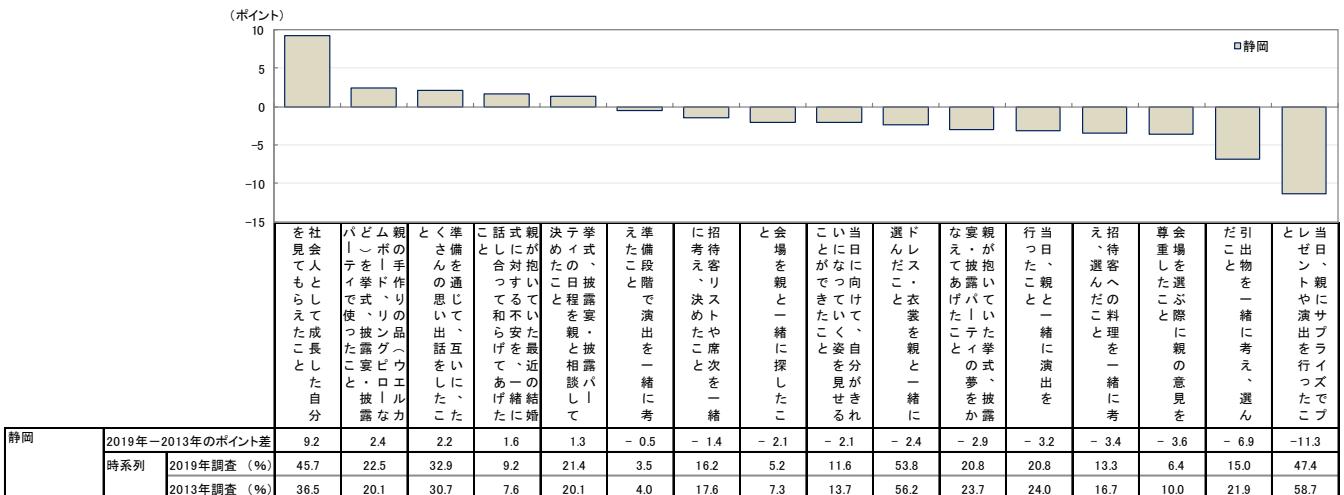 （ポイント）
10
5
0
−5
−10
−15
静岡
社会人として成長した自分
を見てもらえたこと
親の手作りの品（ウエルカ
ムボード、リングピローな
ど）を挙式、披露宴・披露
パーティで使ったこと
準備を通じて、互いに、た
くさんの思い出話をしたこ
と
親が抱いていた最近の結婚
式に対する不安を、一緒に
話し合って和らげてあげた
こと
挙式、披露宴・披露パー
ティの日程を親と相談して
決めたこと
準備段階で演出を一緒に考
えたこと
招待客リストや席次を一緒
に考え、決めたこと
会場を親と一緒に探したこ
と
当日に向けて、自分がきれ
いになっていく姿を見せる
ことができたこと
ドレス・衣裳を親と一緒に
選んだこと
親が抱いていた挙式、披露
宴・披露パーティの夢をか
なえてあげたこと
当日、親と一緒に演出を
行ったこと
招待客への料理を一緒に考
え、選んだこと
会場を選ぶ際に親の意見を
尊重したこと
引出物を一緒に考え、選ん
だこと
当日、親にサプライズでプ
レゼントや演出を行ったこ
と
静岡 2019年−2013年のポイント差 9.2 2.4 2.2 1.6 1.3 − 0.5 − 1.4 − 2.1 − 2.1 − 2.4 − 2.9 − 3.2 − 3.4 − 3.6 − 6.9 −11.3
時系列 2019年調査 （%） 45.7 22.5 32.9 9.2 21.4 3.5 16.2 5.2 11.6 53.8 20.8 20.8 13.3 6.4 15.0 47.4
2013年調査 （%） 36.5 20.1 30.7 7.6 20.1 4.0 17.6 7.3 13.7 56.2 23.7 24.0 16.7 10.0 21.9 58.7